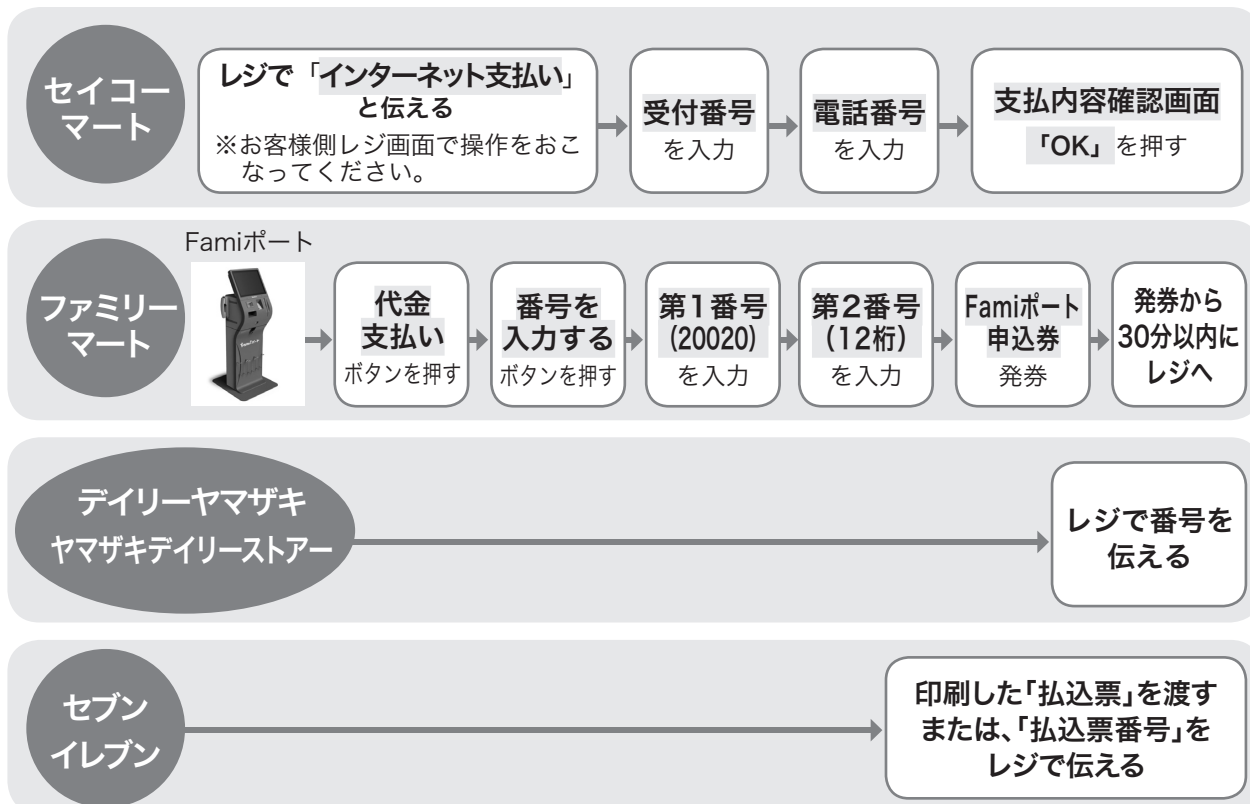 セイコー
マート
レジで「インターネット支払い」
と伝える
※お客様側レジ画面で操作をおこ
なってください。
受付番号
を入力
電話番号
を入力
支払内容確認画面
「OK」を押す
ファミリー
マート
Famiポート
代金
支払い
ボタンを押す
番号を
入力する
ボタンを押す
第1番号
(20020)
を入力
第2番号
(12桁)
を入力
Famiポート
申込券
発券
発券から
30分以内に
レジへ
デイリーヤマザキ
ヤマザキデイリーストアー
レジで番号を
伝える
セブン
イレブン
印刷した「払込票」を渡す
または、「払込票番号」を
レジで伝える